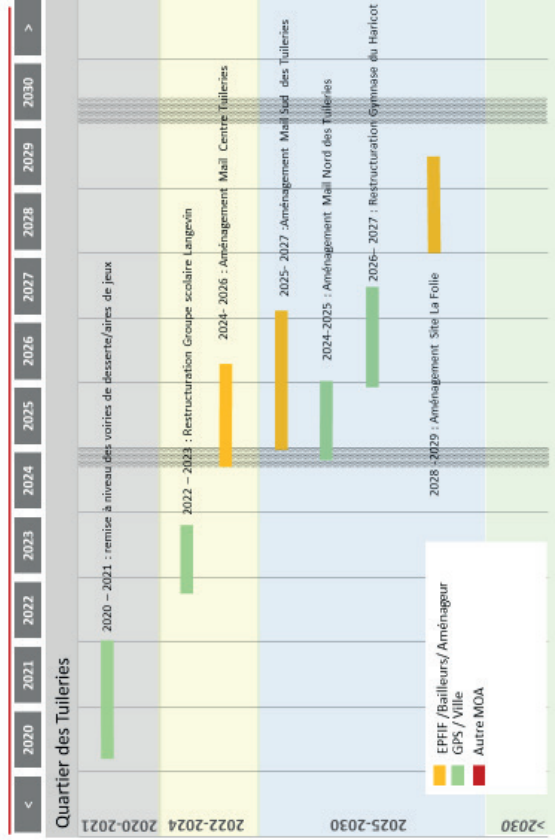 <
2020
2021
2022
2023
2024
2025
2026
2027
2028
2029
2030
>
Quartier des Tuileries
2020-2021
2020 – 2021 : remise à niveau des voiries de desserte/aires de jeux
2022-2024
2022 – 2023 : Restructuration Groupe scolaire Langevin
2024- 2026 : Aménagement Mail Centre Tuileries
2025-2030
2025- 2027 :Aménagement Mail Sud des Tuileries
2024-2025 : Aménagement Mail Nord des Tuileries
2026– 2027 : Restructuration Gymnase du Haricot
2028 -2029 : Aménagement Site La Folie
>2030
EPFIF /Bailleurs/ Aménageur
GPS / Ville
Autre MOA